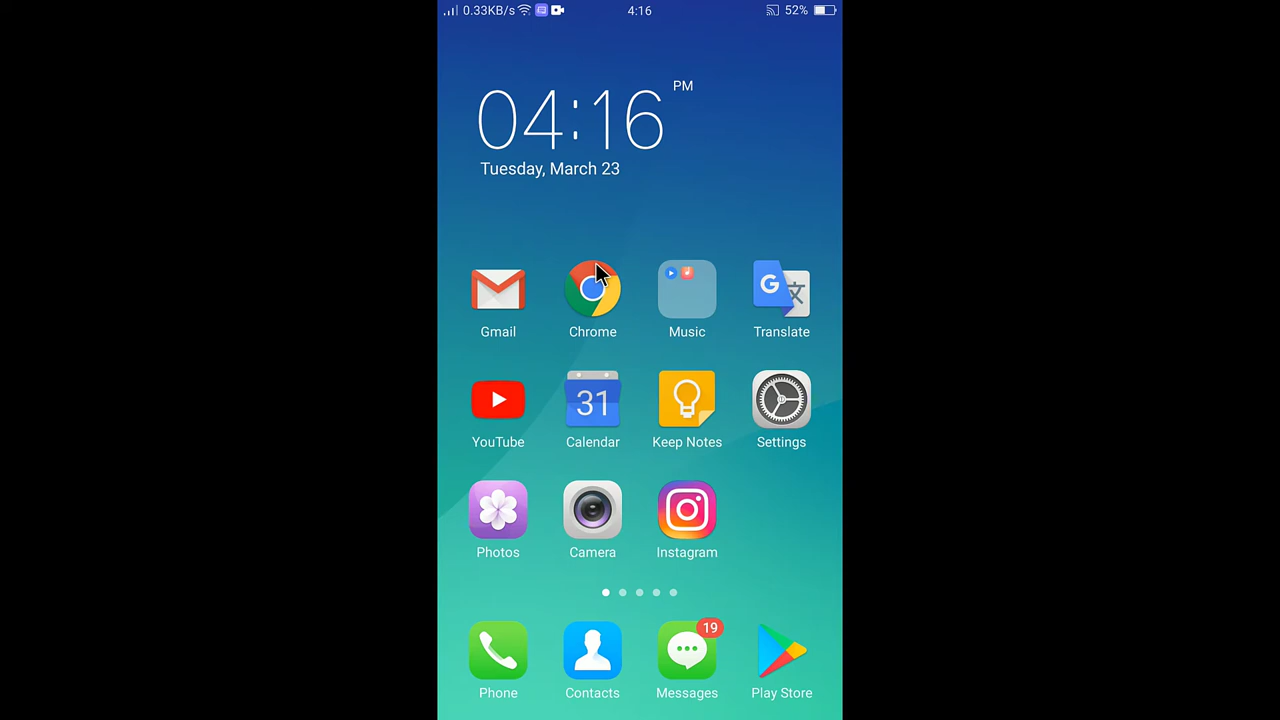 0.33KB/s 4:16 52%
04:16 PM
Tuesday, March 23
Gmail Chrome Music Translate
31
YouTube Calendar Keep Notes Settings
Photos Camera Instagram
19
Phone Contacts Messages Play Store